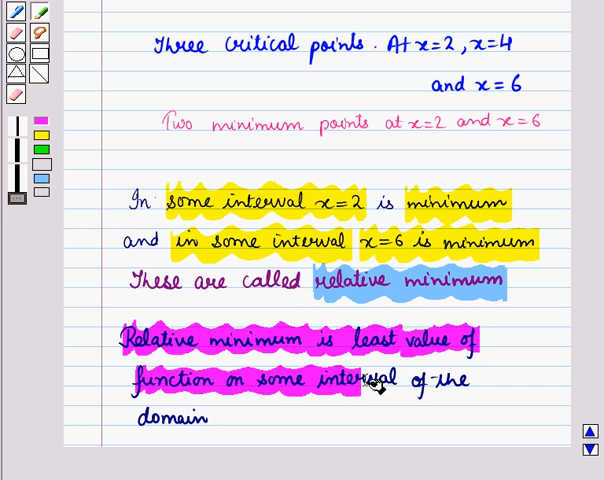 Three critical points. At x=2, x=4
and x=6
Two minimum points at x=2 and x=6
In some interval x=2 is minimum
and in some interval x=6 is minimum
These are called relative minimum
Relative minimum is least value of
function on some interval of the
domain